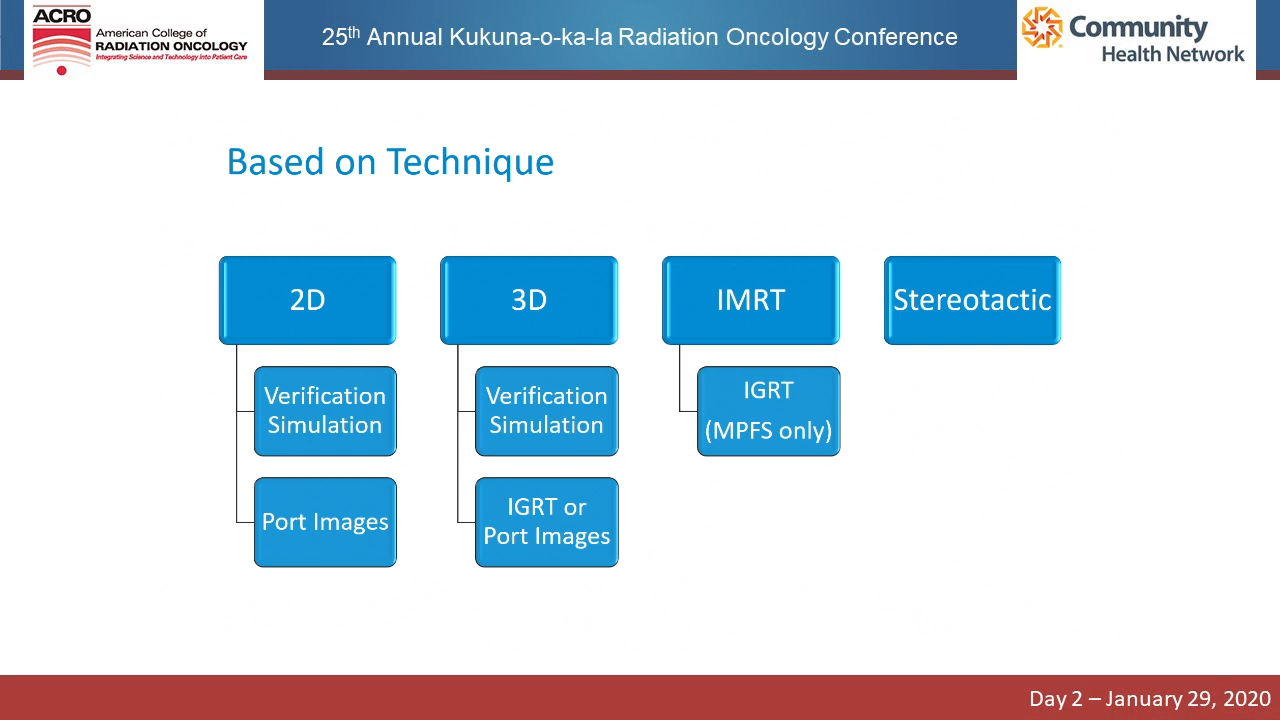 ACRO
American College of
RADIATION ONCOLOGY
Integrating Science and Technology Into Patient Care
25th Annual Kukuna-o-ka-la Radiation Oncology Conference
Community
Health Network
Based on Technique
2D
3D
IMRT
Stereotactic
Verification
Simulation
Verification
Simulation
IGRT
(MPFS only)
Port Images
IGRT or
Port Images
Day 2 – January 29, 2020